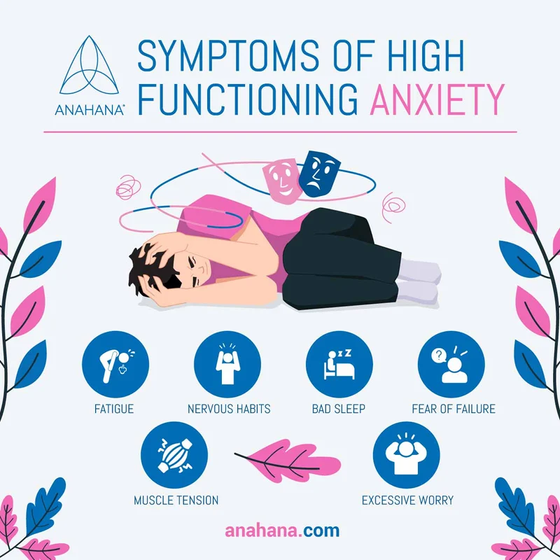 SYMPTOMS OF HIGH
FUNCTIONING ANXIETY
ANAHANA
FATIGUE
NERVOUS HABITS
BAD SLEEP
FEAR OF FAILURE
MUSCLE TENSION
EXCESSIVE WORRY
anahana.com